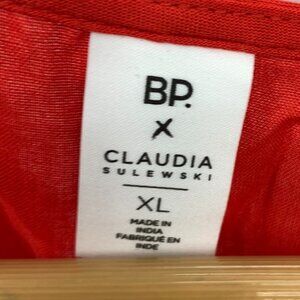 BP.
X
CLAUDIA
SULEWSKI
XL
MADE IN
INDIA
FABRIQUÉ EN
INDE